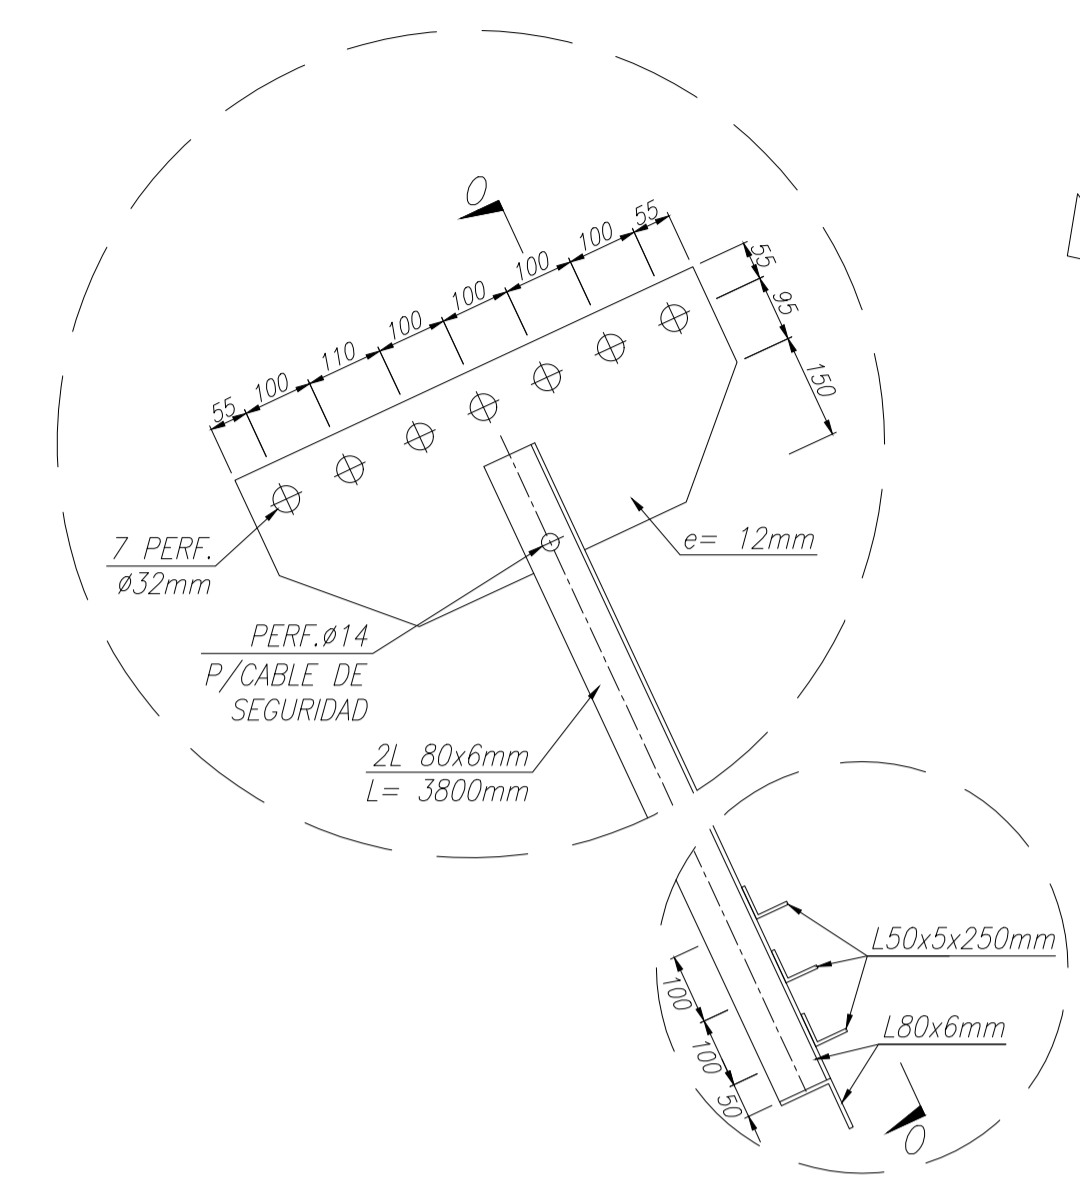 O
55
100
110
100
100
100
100
55
55
95
150
7 PERF.
ø32mm
e= 12mm
PERF.ø14
P/CABLE DE
SEGURIDAD
2L 80x6mm
L= 3800mm
L50x5x250mm
100
100
50
L80x6mm
O